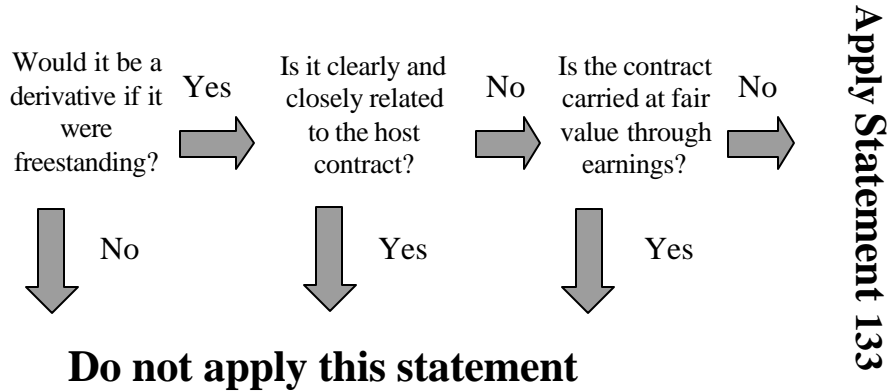 Would it be a
derivative if it
were
freestanding?
Yes
Is it clearly and
closely related
to the host
contract?
No
Is the contract
carried at fair
value through
earnings?
No
Apply Statement 133
No
Yes
Yes
Do not apply this statement